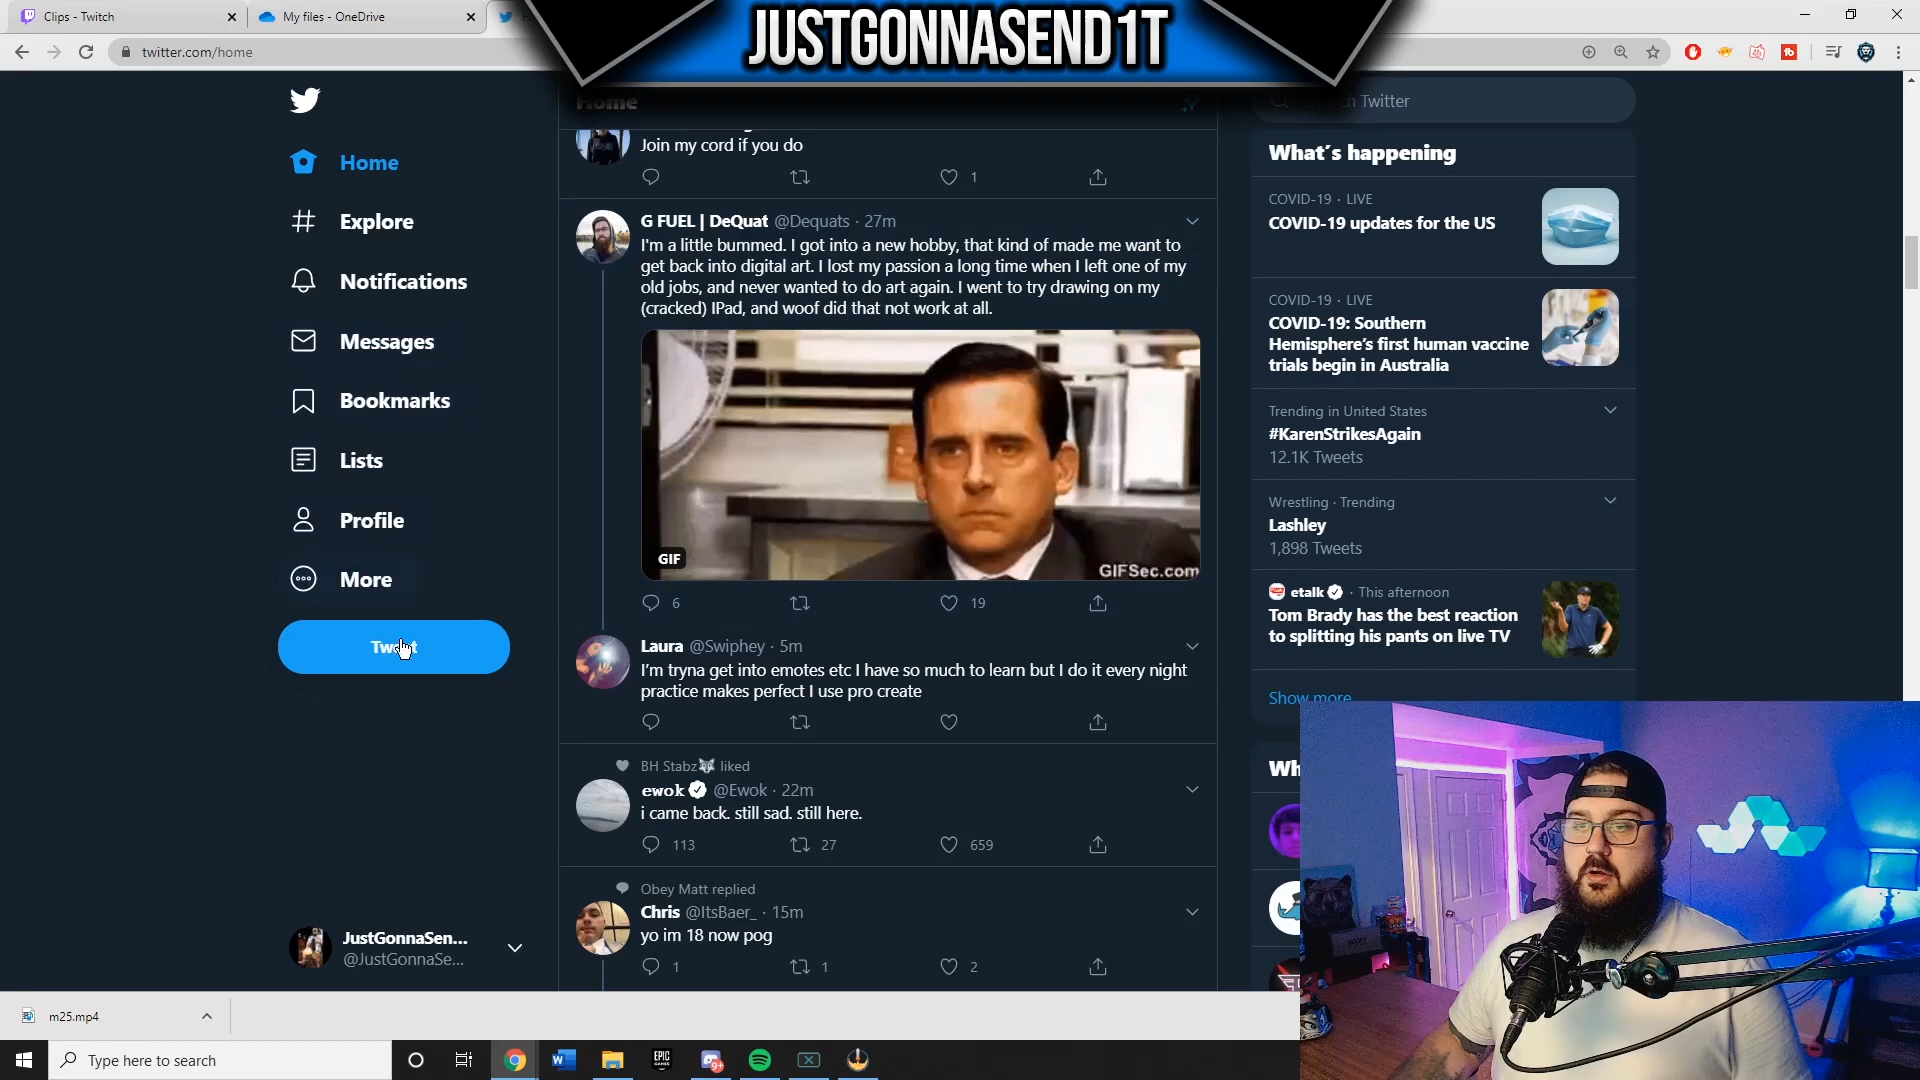 Clips - Twitch
My files - OneDrive
JUSTGONNASEND1T
twitter.com/home
Home
Twitter
Home
Explore
Notifications
Messages
Bookmarks
Lists
Profile
More
Tweet
JustGonnaSen...
@JustGonnaSe...
Join my cord if you do
1
G FUEL | DeQuat @Dequats · 27m
I'm a little bummed. I got into a new hobby, that kind of made me want to
get back into digital art. I lost my passion a long time when I left one of my
old jobs, and never wanted to do art again. I went to try drawing on my
(cracked) IPad, and woof did that not work at all.
GIF
GIFSec.com
6 19
Laura @Swiphey · 5m
I'm tryna get into emotes etc I have so much to learn but I do it every night
practice makes perfect I use pro create
BH Stabz liked
ewok @Ewok · 22m
i came back. still sad. still here.
113 27 659
Obey Matt replied
Chris @ItsBaer_ · 15m
yo im 18 now pog
1 1 2
What's happening
COVID-19 · LIVE
COVID-19 updates for the US
COVID-19 · LIVE
COVID-19: Southern
Hemisphere's first human vaccine
trials begin in Australia
Trending in United States
#KarenStrikesAgain
12.1K Tweets
Wrestling · Trending
Lashley
1,898 Tweets
etalk · This afternoon
Tom Brady has the best reaction
to splitting his pants on live TV
Show more
m25.mp4
Type here to search
EPIC
GAMES
9+